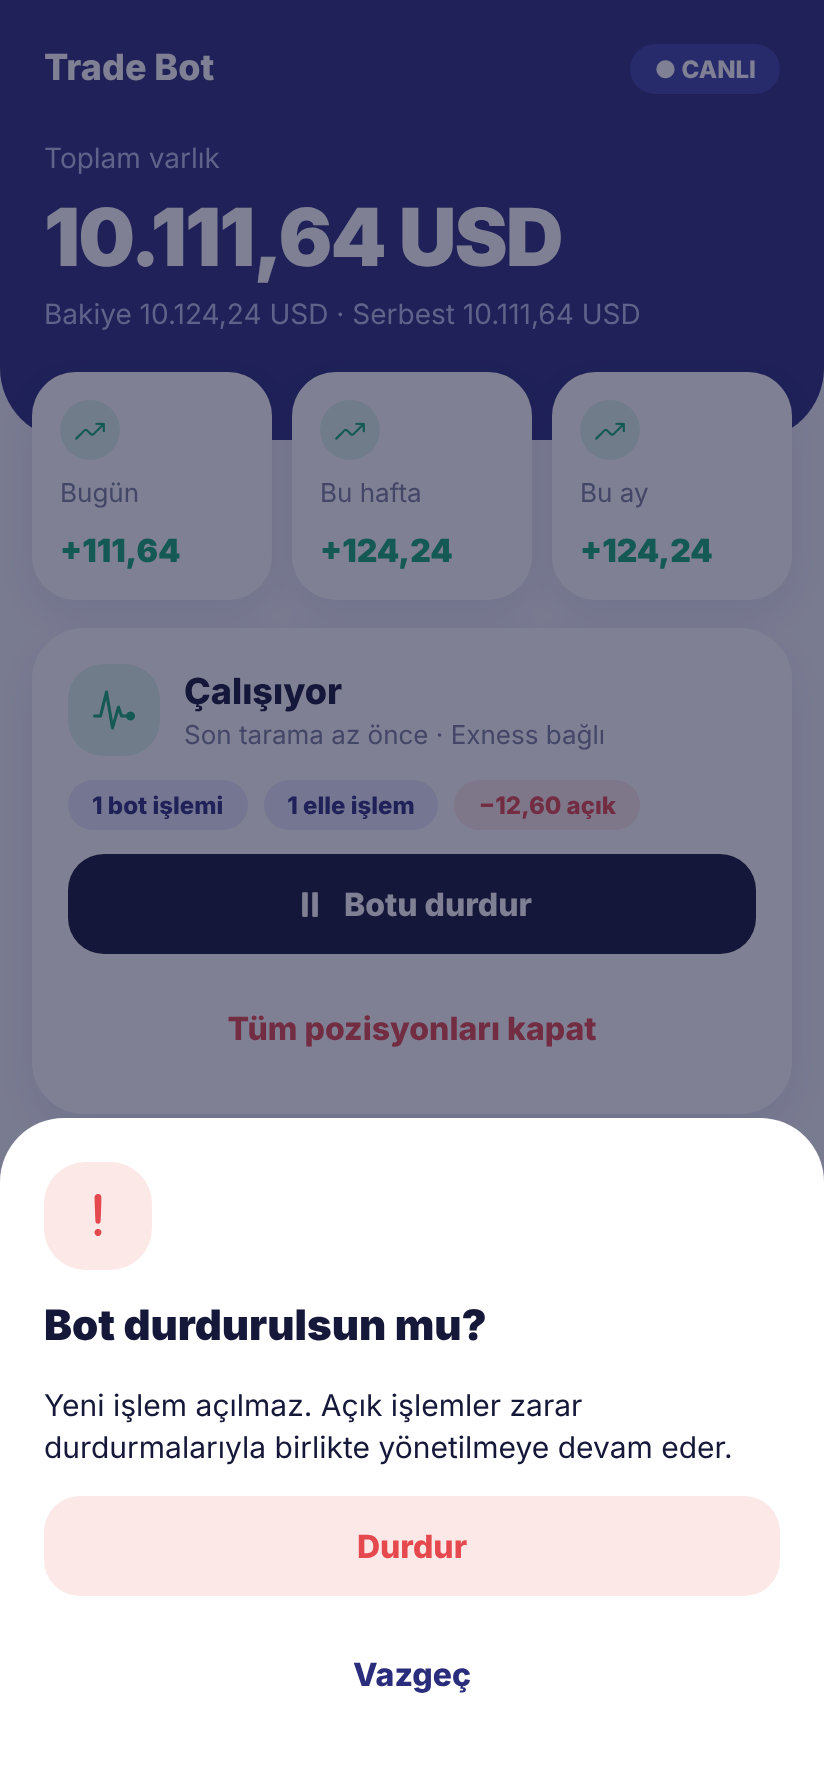 Trade Bot
● CANLI
Toplam varlık
10.111,64 USD
Bakiye 10.124,24 USD · Serbest 10.111,64 USD
Bugün
+111,64
Bu hafta
+124,24
Bu ay
+124,24
Çalışıyor
Son tarama az önce · Exness bağlı
1 bot işlemi
1 elle işlem
−12,60 açık
Botu durdur
Tüm pozisyonları kapat
Bot durdurulsun mu?
Yeni işlem açılmaz. Açık işlemler zarar
durdurmalarıyla birlikte yönetilmeye devam eder.
Durdur
Vazgeç